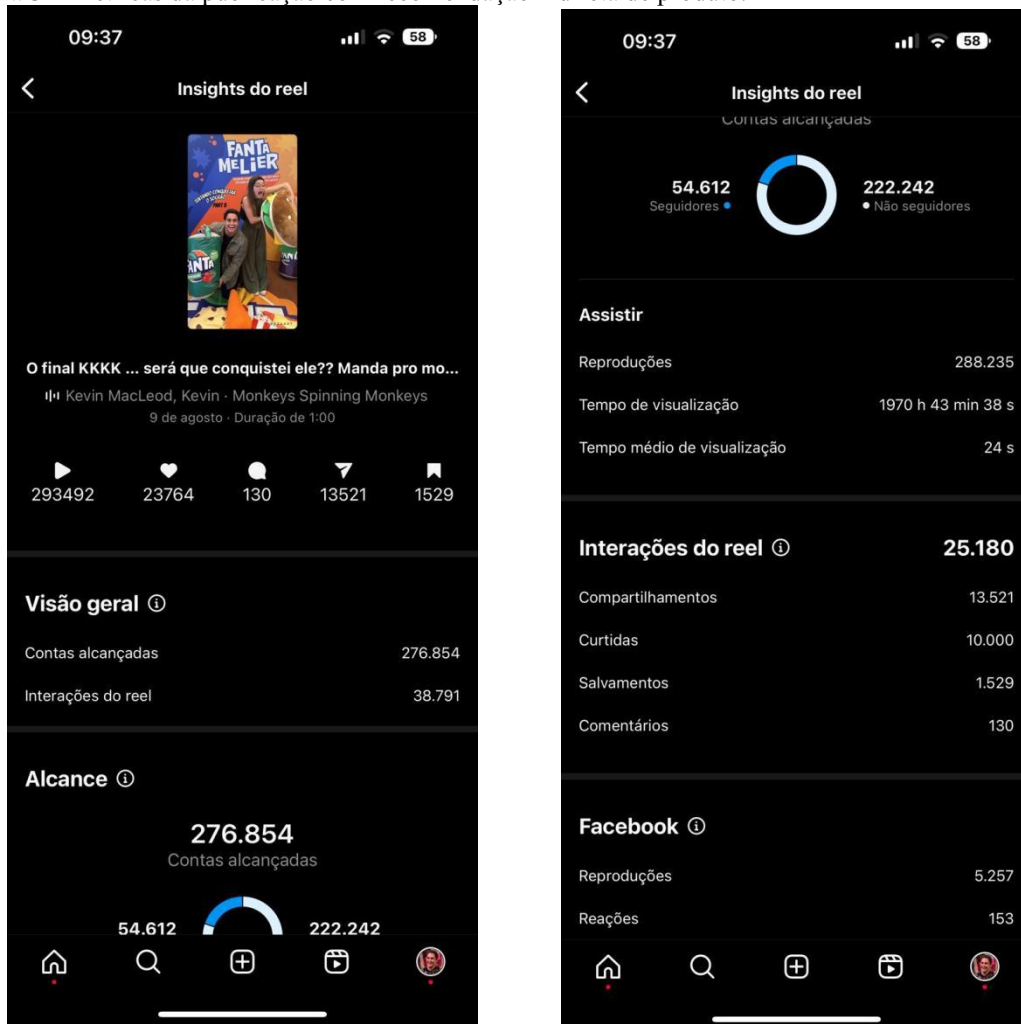 09:37
58
Insights do reel
FANTA
MELIER
FANTA
O final KKKK ... será que conquistei ele?? Manda pro mo...
Kevin MacLeod, Kevin · Monkeys Spinning Monkeys
9 de agosto · Duração de 1:00
293492 23764 130 13521 1529
Visão geral
Contas alcançadas 276.854
Interações do reel 38.791
Alcance
276.854
Contas alcançadas
54.612 222.242
09:37
58
Insights do reel
Contas alcançadas
54.612 222.242
Seguidores Não seguidores
Assistir
Reproduções 288.235
Tempo de visualização 1970 h 43 min 38 s
Tempo médio de visualização 24 s
Interações do reel 25.180
Compartilhamentos 13.521
Curtidas 10.000
Salvamentos 1.529
Comentários 130
Facebook
Reproduções 5.257
Reações 153